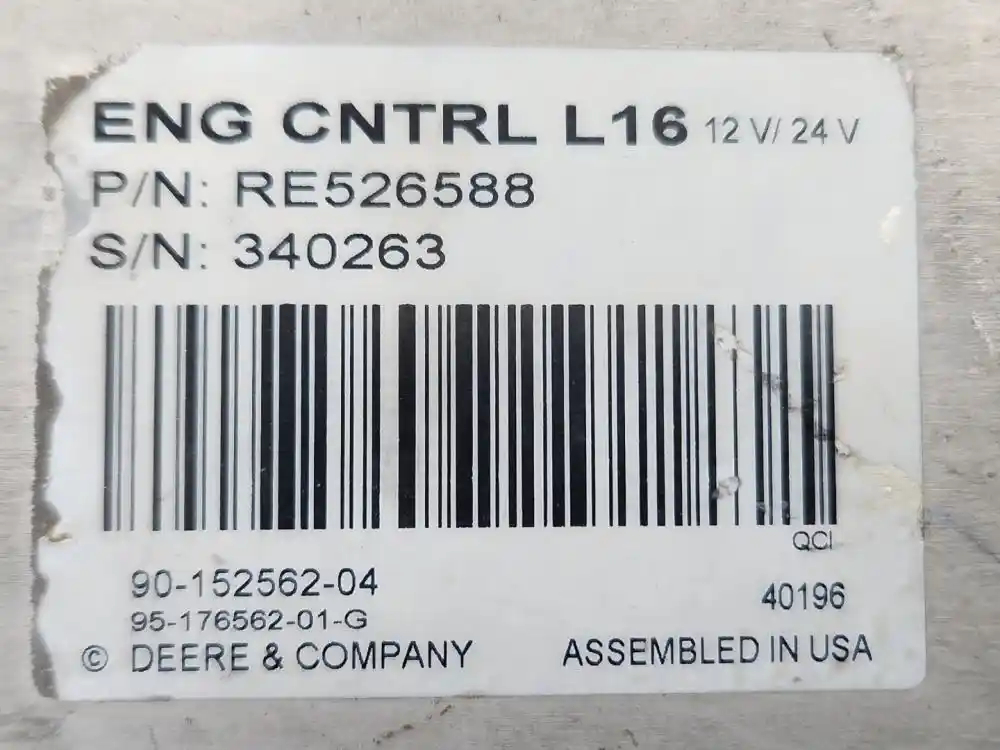 ENG CNTRL L16 12 V/ 24 V
P/N: RE526588
S/N: 340263
QCI
90-152562-04
40196
95-176562-01-G
© DEERE & COMPANY ASSEMBLED IN USA